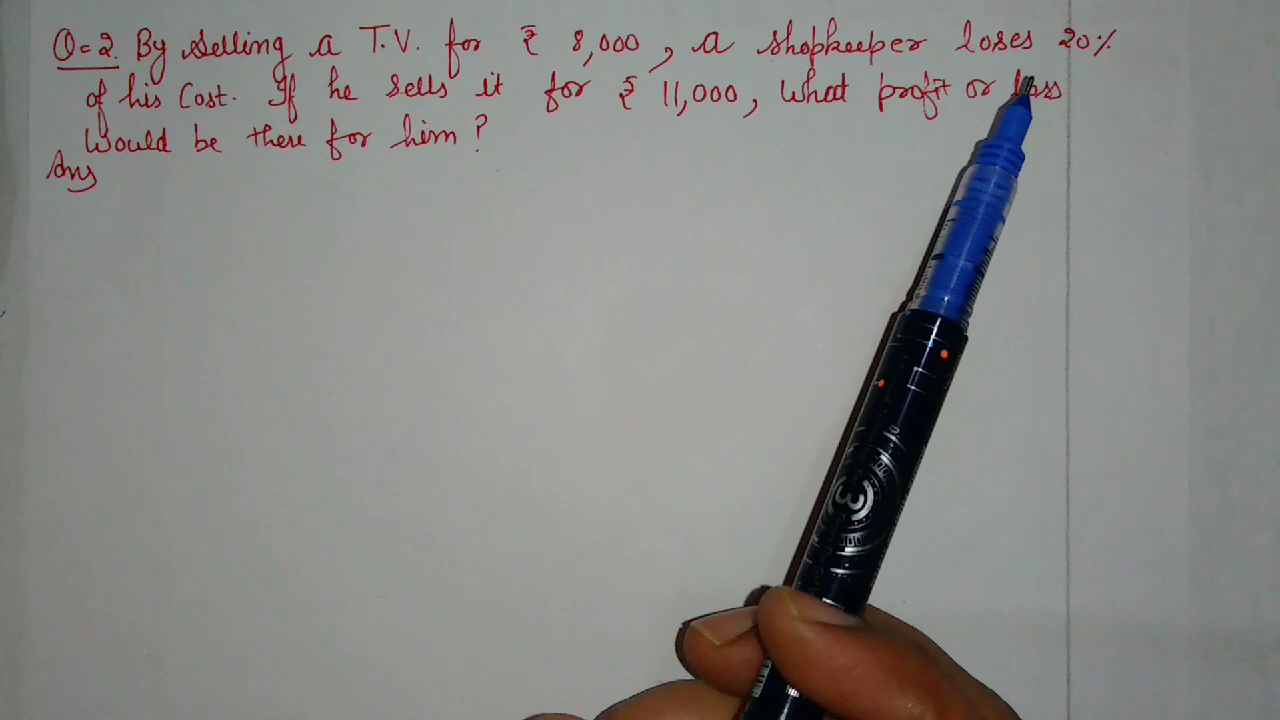 Q=2. By selling a T.V. for ₹ 8,000, a shopkeeper loses 20%
of his Cost. If he sells it for ₹ 11,000, What profit or loss
Would be there for him?
Ans